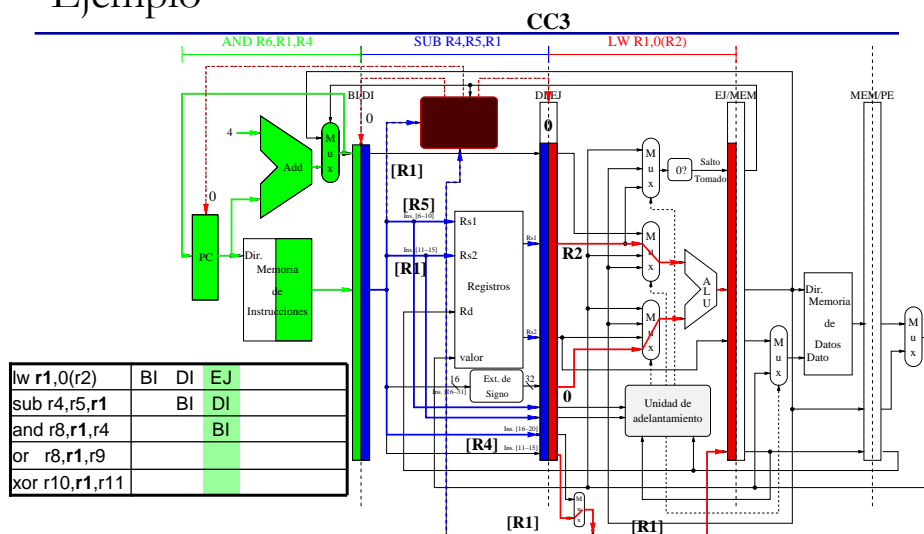 Ejemplo
CC3
AND R6,R1,R4
SUB R4,R5,R1
LW R1,0(R2)
BI-DI
DI-EJ
EJ/MEM
MEM/PE
0
0
0
4
Add
M
u
x
[R1]
M
u
x
0?
Salto
Tomado
[R5]
Ins. [6-10]
Rs1
Rs1
PC
Dir.
Memoria
de
Instrucciones
Ins. [11-15]
[R1]
Rs2
Registros
R2
M
u
x
A
L
U
Dir.
Memoria
de
Datos
Dato
Rd
Rs2
M
u
x
M
u
x
M
u
x
valor
16
Ins. [16-31]
Ext. de
Signo
32
0
Unidad de
adelantamiento
[R4]
Ins. [16-20]
Ins. [11-15]
M
u
x
[R1]
[R1]
lw r1,0(r2) BI DI EJ
sub r4,r5,r1 BI DI
and r8,r1,r4 BI
or r8,r1,r9
xor r10,r1,r11